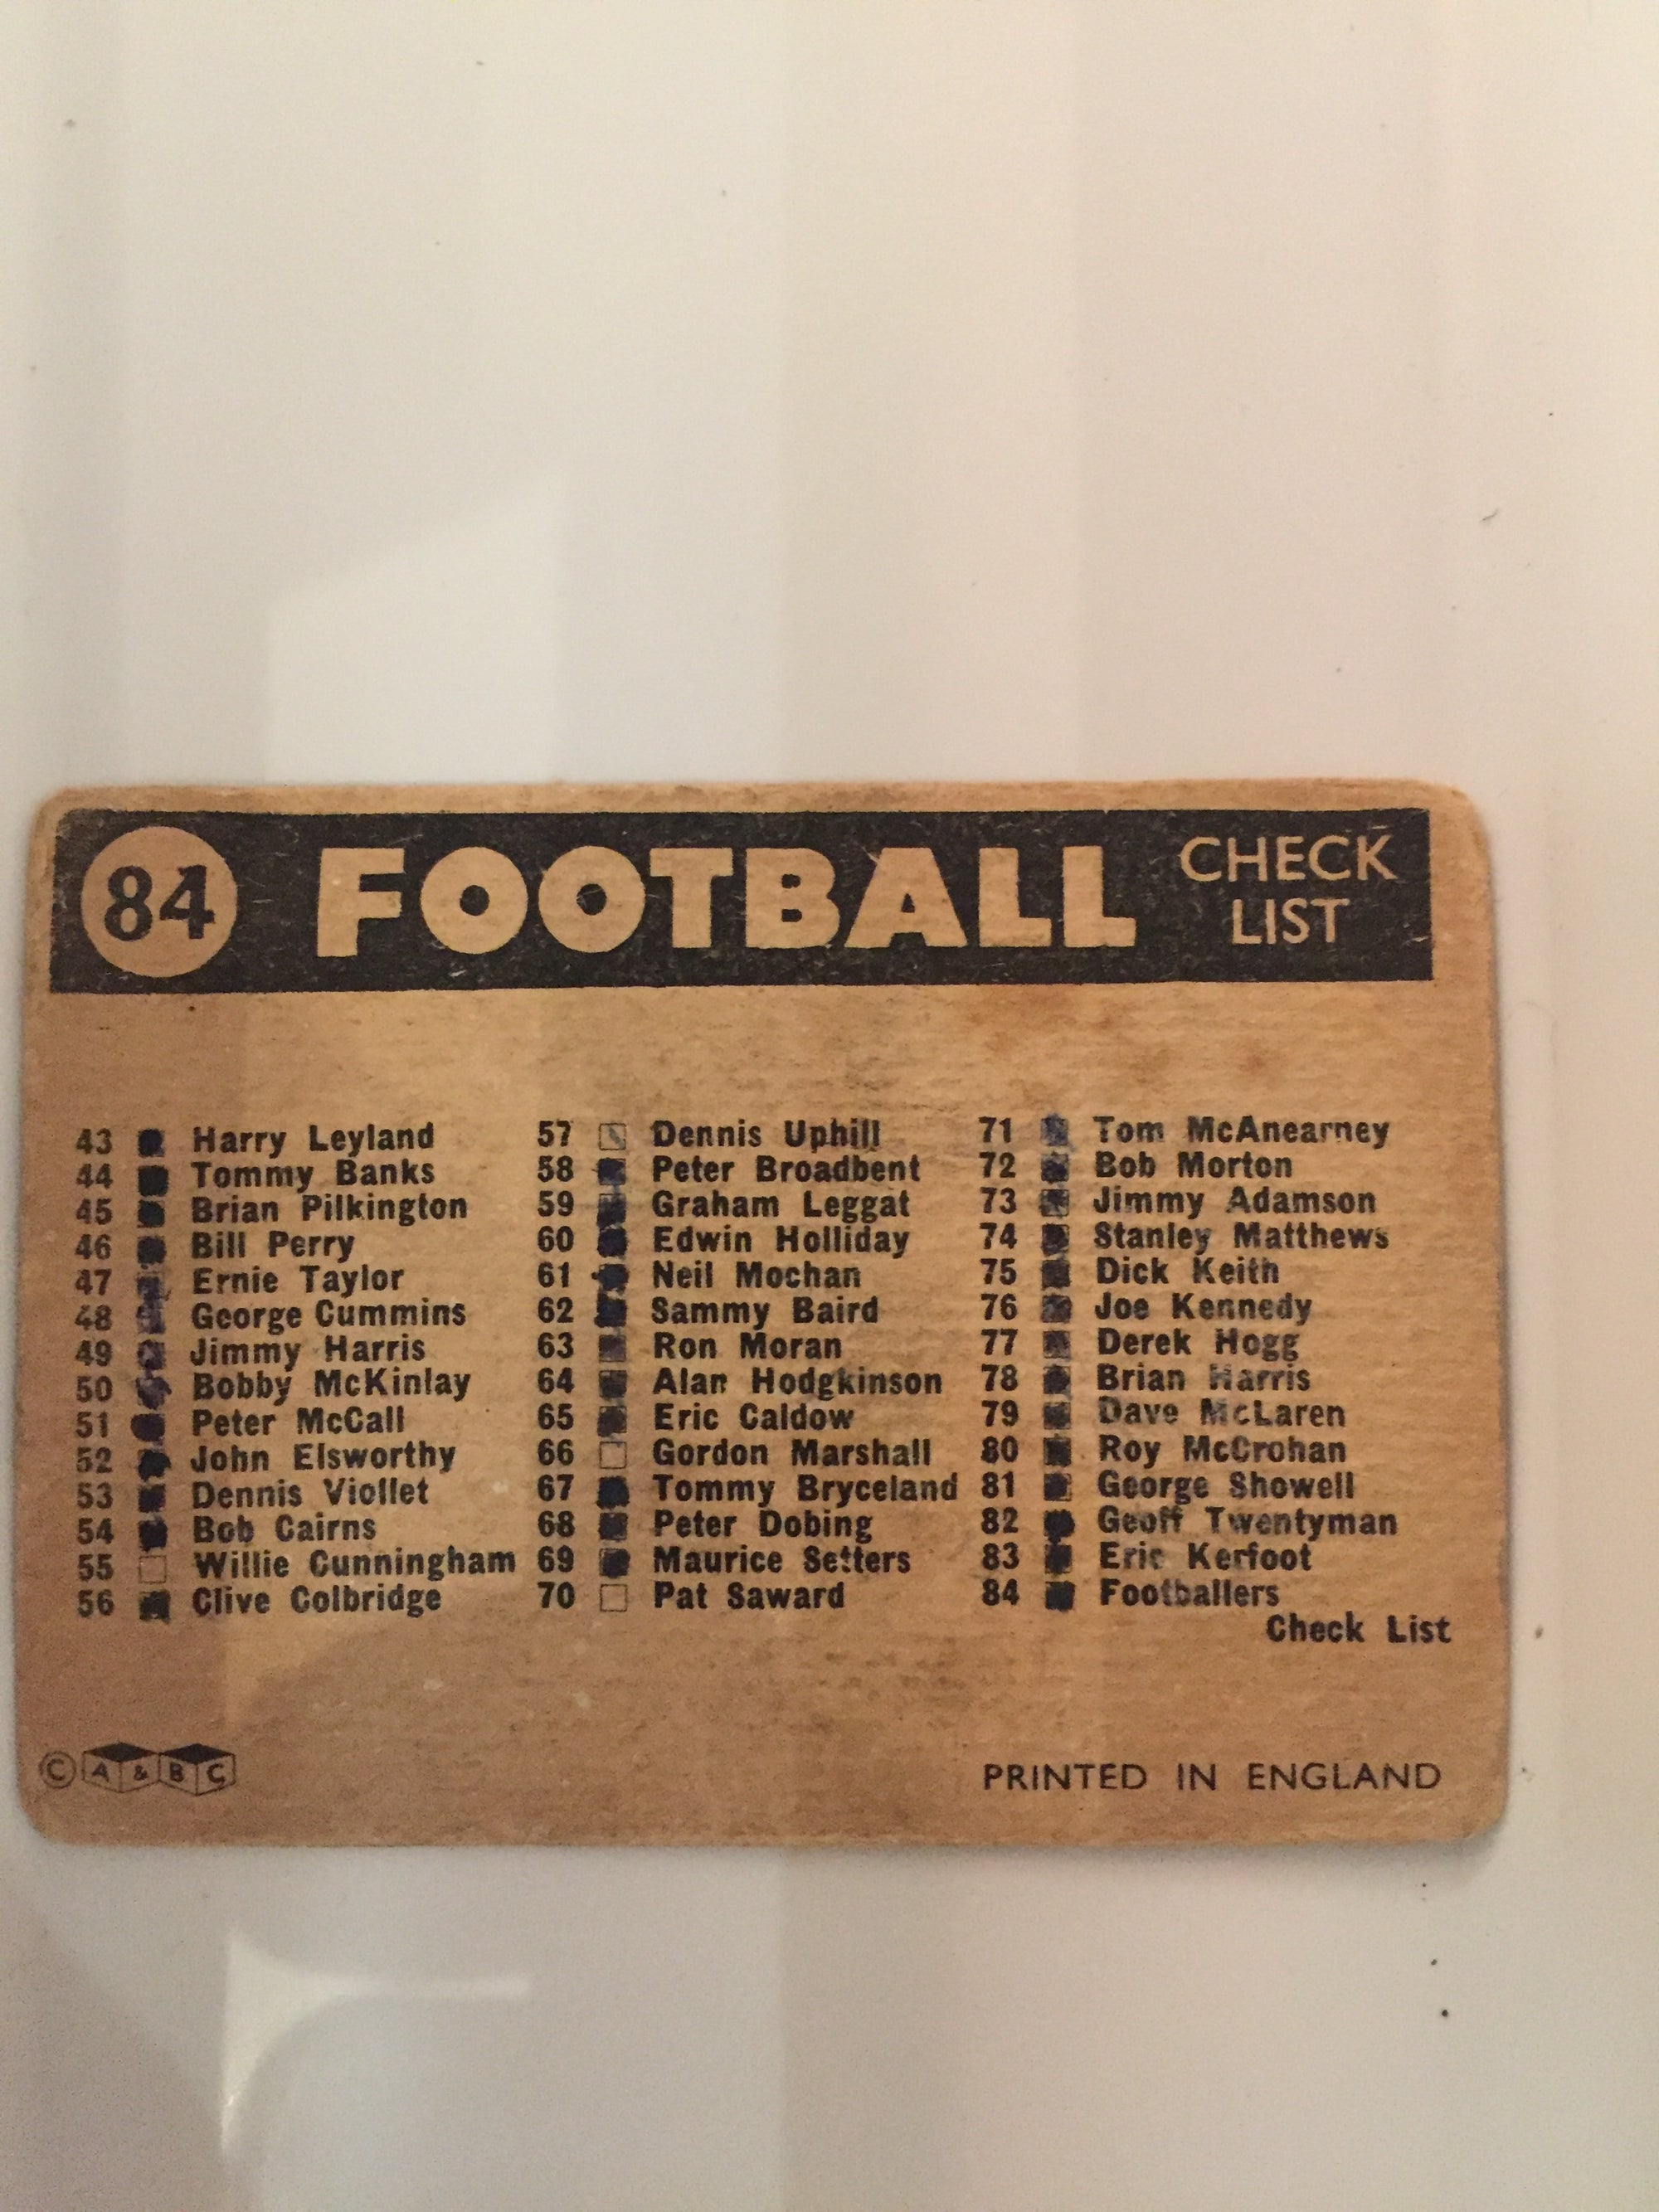 84 FOOTBALL CHECK LIST
43 Harry Leyland
44 Tommy Banks
45 Brian Pilkington
46 Bill Perry
47 Ernie Taylor
48 George Cummins
49 Jimmy Harris
50 Bobby McKinlay
51 Peter McCall
52 John Elsworthy
53 Dennis Viollet
54 Bob Cairns
55 Willie Cunningham
56 Clive Colbridge
57 Dennis Uphill
58 Peter Broadbent
59 Graham Leggat
60 Edwin Holliday
61 Neil Mochan
62 Sammy Baird
63 Ron Moran
64 Alan Hodgkinson
65 Eric Caldow
66 Gordon Marshall
67 Tommy Bryceland
68 Peter Dobing
69 Maurice Setters
70 Pat Saward
71 Tom McAnearney
72 Bob Morton
73 Jimmy Adamson
74 Stanley Matthews
75 Dick Keith
76 Joe Kennedy
77 Derek Hogg
78 Brian Harris
79 Dave McLaren
80 Roy McCrohan
81 George Showell
82 Geoff Twentyman
83 Eric Kerfoot
84 Footballers
Check List
© A & B C
PRINTED IN ENGLAND